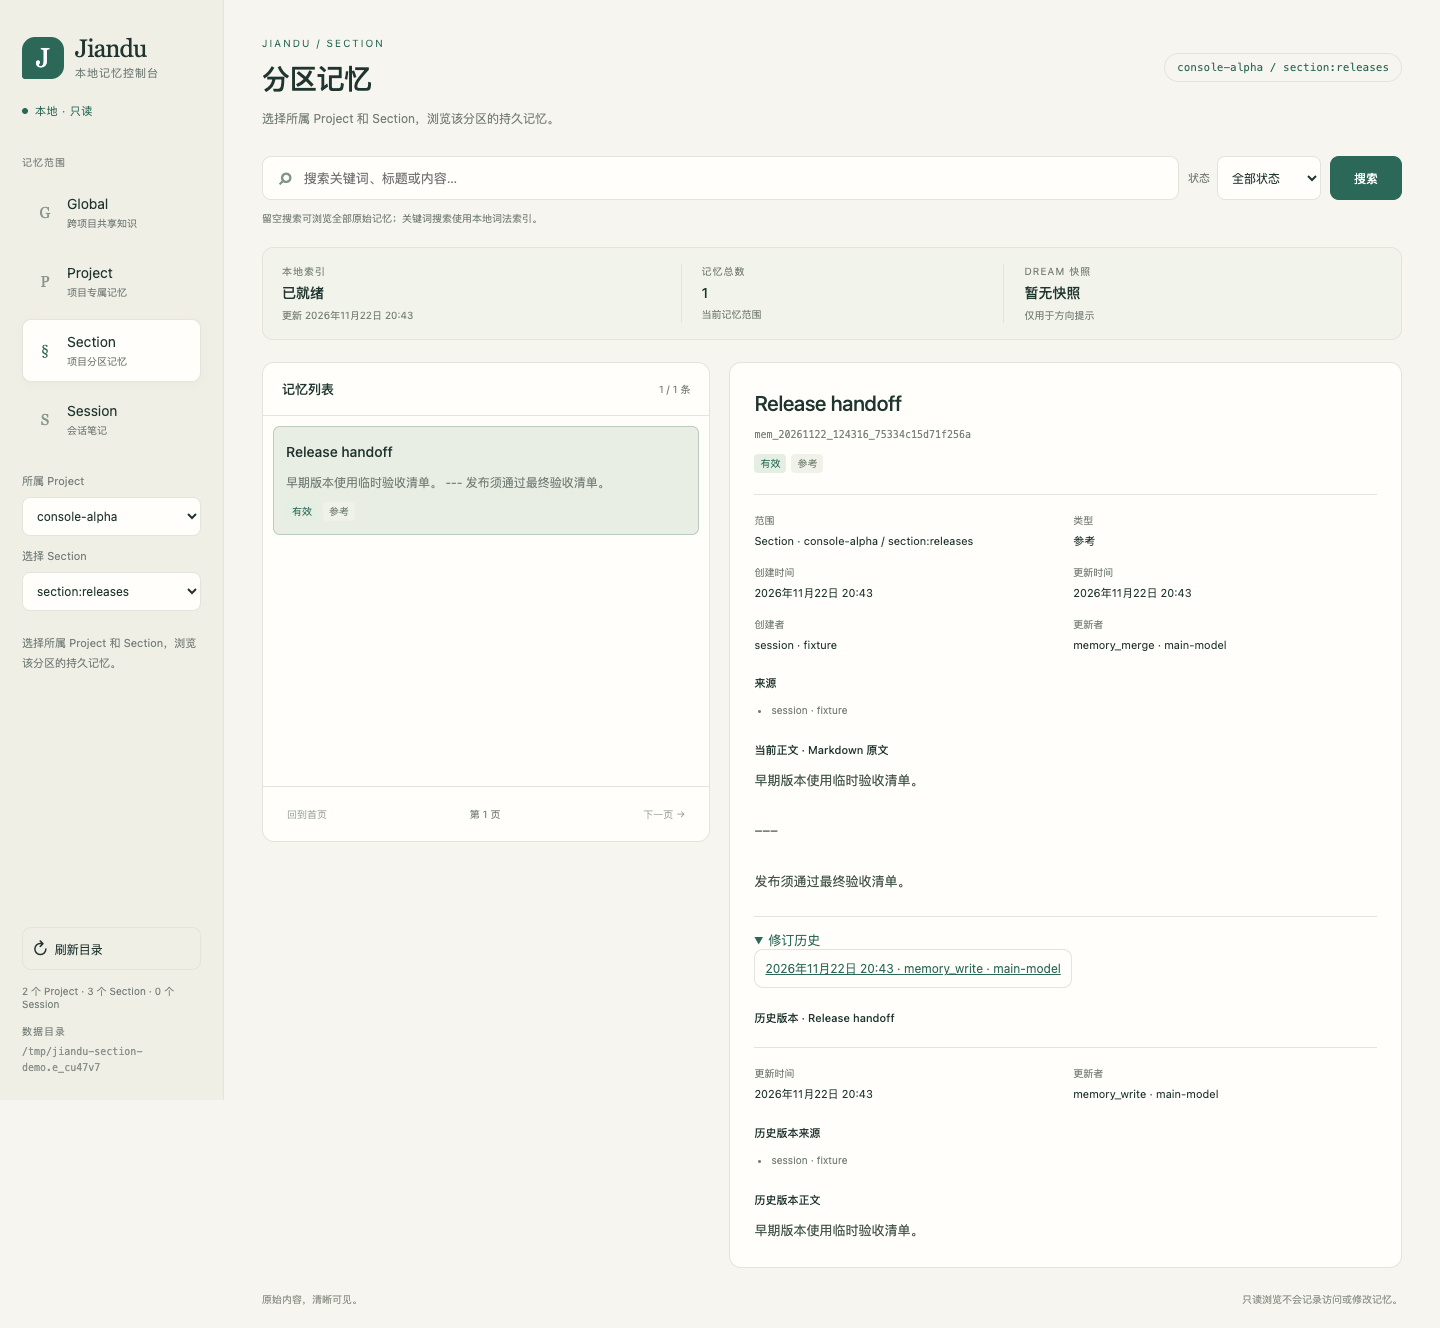 J
Jiandu
本地记忆控制台
本地 · 只读
记忆范围
G
Global
跨项目共享知识
P
Project
项目专属记忆
§
Section
项目分区记忆
S
Session
会话笔记
所属 Project
console-alpha
选择 Section
section:releases
选择所属 Project 和 Section，浏览
该分区的持久记忆。
刷新目录
2 个 Project · 3 个 Section · 0 个
Session
数据目录
/tmp/jiandu-section-
demo.e_cu47v7
JIANDU / SECTION
分区记忆
选择所属 Project 和 Section，浏览该分区的持久记忆。
console-alpha / section:releases
搜索关键词、标题或内容...
状态
全部状态
搜索
留空搜索可浏览全部原始记忆；关键词搜索使用本地词法索引。
本地索引
已就绪
更新 2026年11月22日 20:43
记忆总数
1
当前记忆范围
DREAM 快照
暂无快照
仅用于方向提示
记忆列表
1 / 1 条
Release handoff
早期版本使用临时验收清单。 --- 发布须通过最终验收清单。
有效
参考
回到首页
第 1 页
下一页 →
Release handoff
mem_20261122_124316_75334c15d71f256a
有效
参考
范围
Section · console-alpha / section:releases
类型
参考
创建时间
2026年11月22日 20:43
更新时间
2026年11月22日 20:43
创建者
session · fixture
更新者
memory_merge · main-model
来源
• session · fixture
当前正文 · Markdown 原文
早期版本使用临时验收清单。
---
发布须通过最终验收清单。
▼ 修订历史
2026年11月22日 20:43 · memory_write · main-model
历史版本 · Release handoff
更新时间
2026年11月22日 20:43
更新者
memory_write · main-model
历史版本来源
• session · fixture
历史版本正文
早期版本使用临时验收清单。
原始内容，清晰可见。
只读浏览不会记录访问或修改记忆。